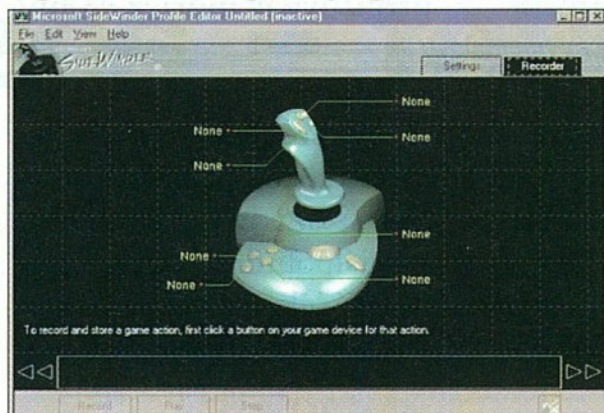 Microsoft SideWinder Profile Editor Untitled (inactive)
File Edit View Help
SideWinder
Settings Recorder
None
None
None
None
None
None
None
None
None
To record and store a game action, first click a button on your game device for that action.
Record Play Stop